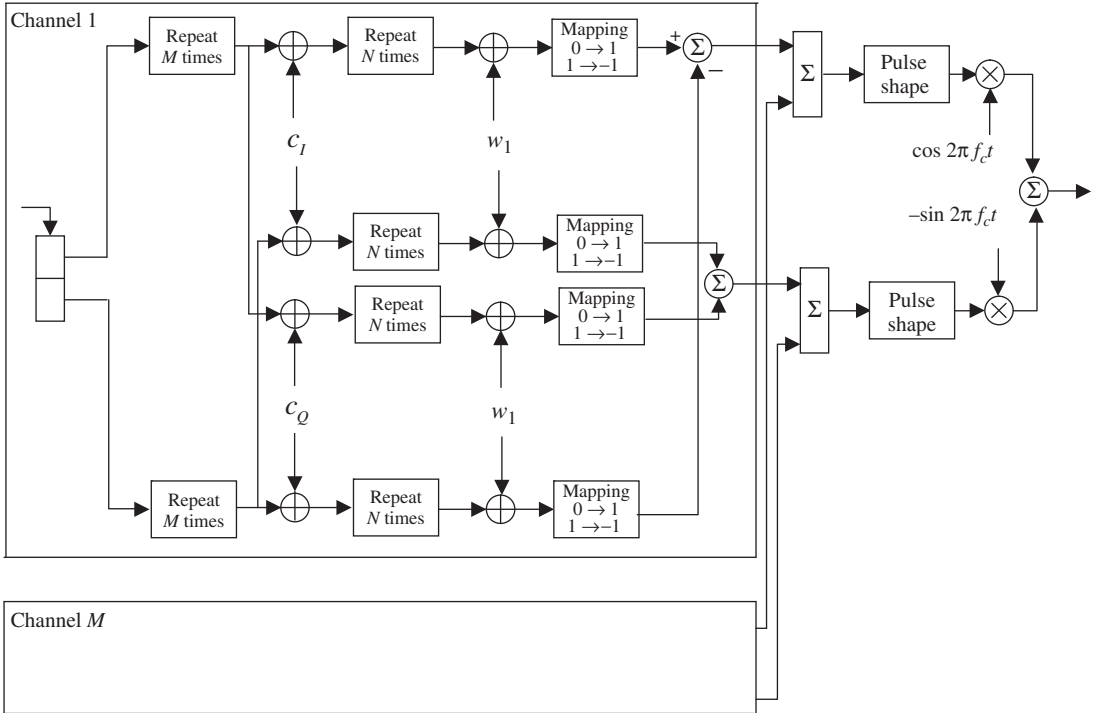 Channel 1
Repeat
M times
c_I
Repeat
N times
w_1
Mapping
0 → 1
1 →–1
+
Σ
–
Σ
Pulse
shape
cos 2π f_c t
Repeat
N times
Mapping
0 → 1
1 →–1
Σ
Σ
–sin 2π f_c t
Repeat
N times
Mapping
0 → 1
1 →–1
Σ
Pulse
shape
c_Q
w_1
Repeat
M times
Repeat
N times
Mapping
0 → 1
1 →–1
Channel M